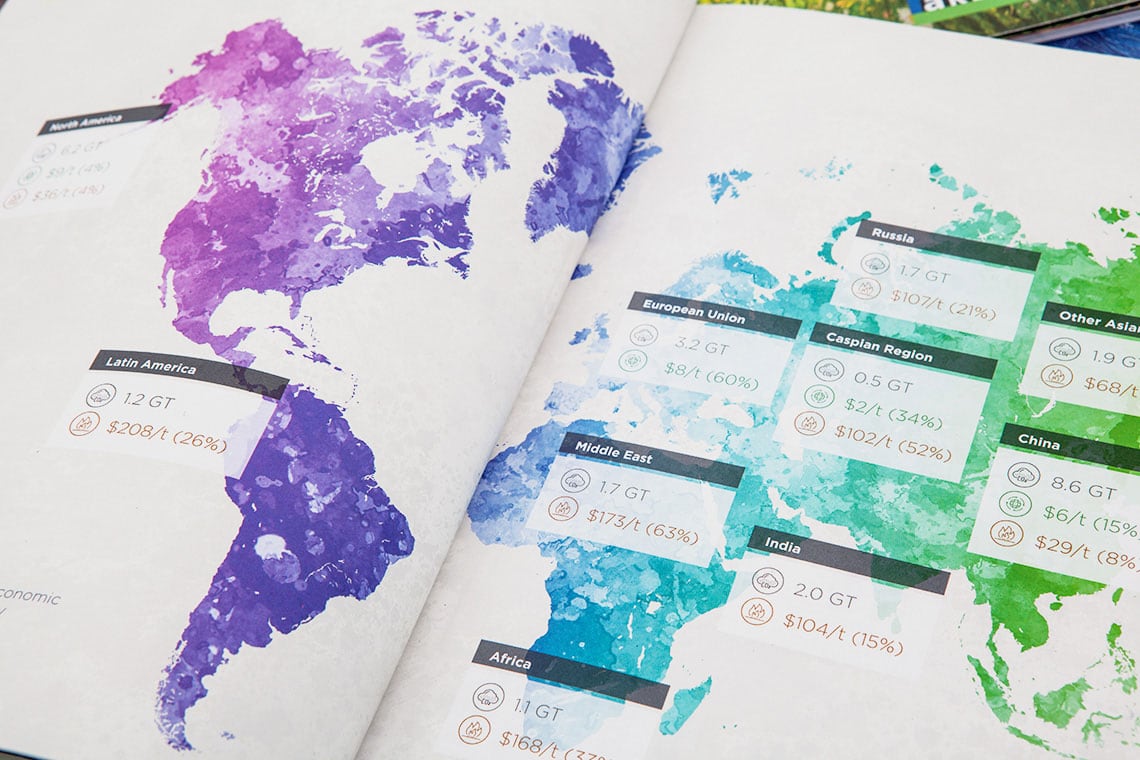 North America
6.2 GT
$9/t (4%)
$36/t (4%)
Latin America
1.2 GT
$208/t (26%)
Russia
1.7 GT
$107/t (21%)
European Union
3.2 GT
$8/t (60%)
Caspian Region
0.5 GT
$2/t (34%)
$102/t (52%)
Other Asia
1.9 G
$68/t
Middle East
1.7 GT
$173/t (63%)
China
8.6 GT
$6/t (15%)
$29/t (8%)
India
2.0 GT
$104/t (15%)
Africa
1.1 GT
$168/t (37%
conomic